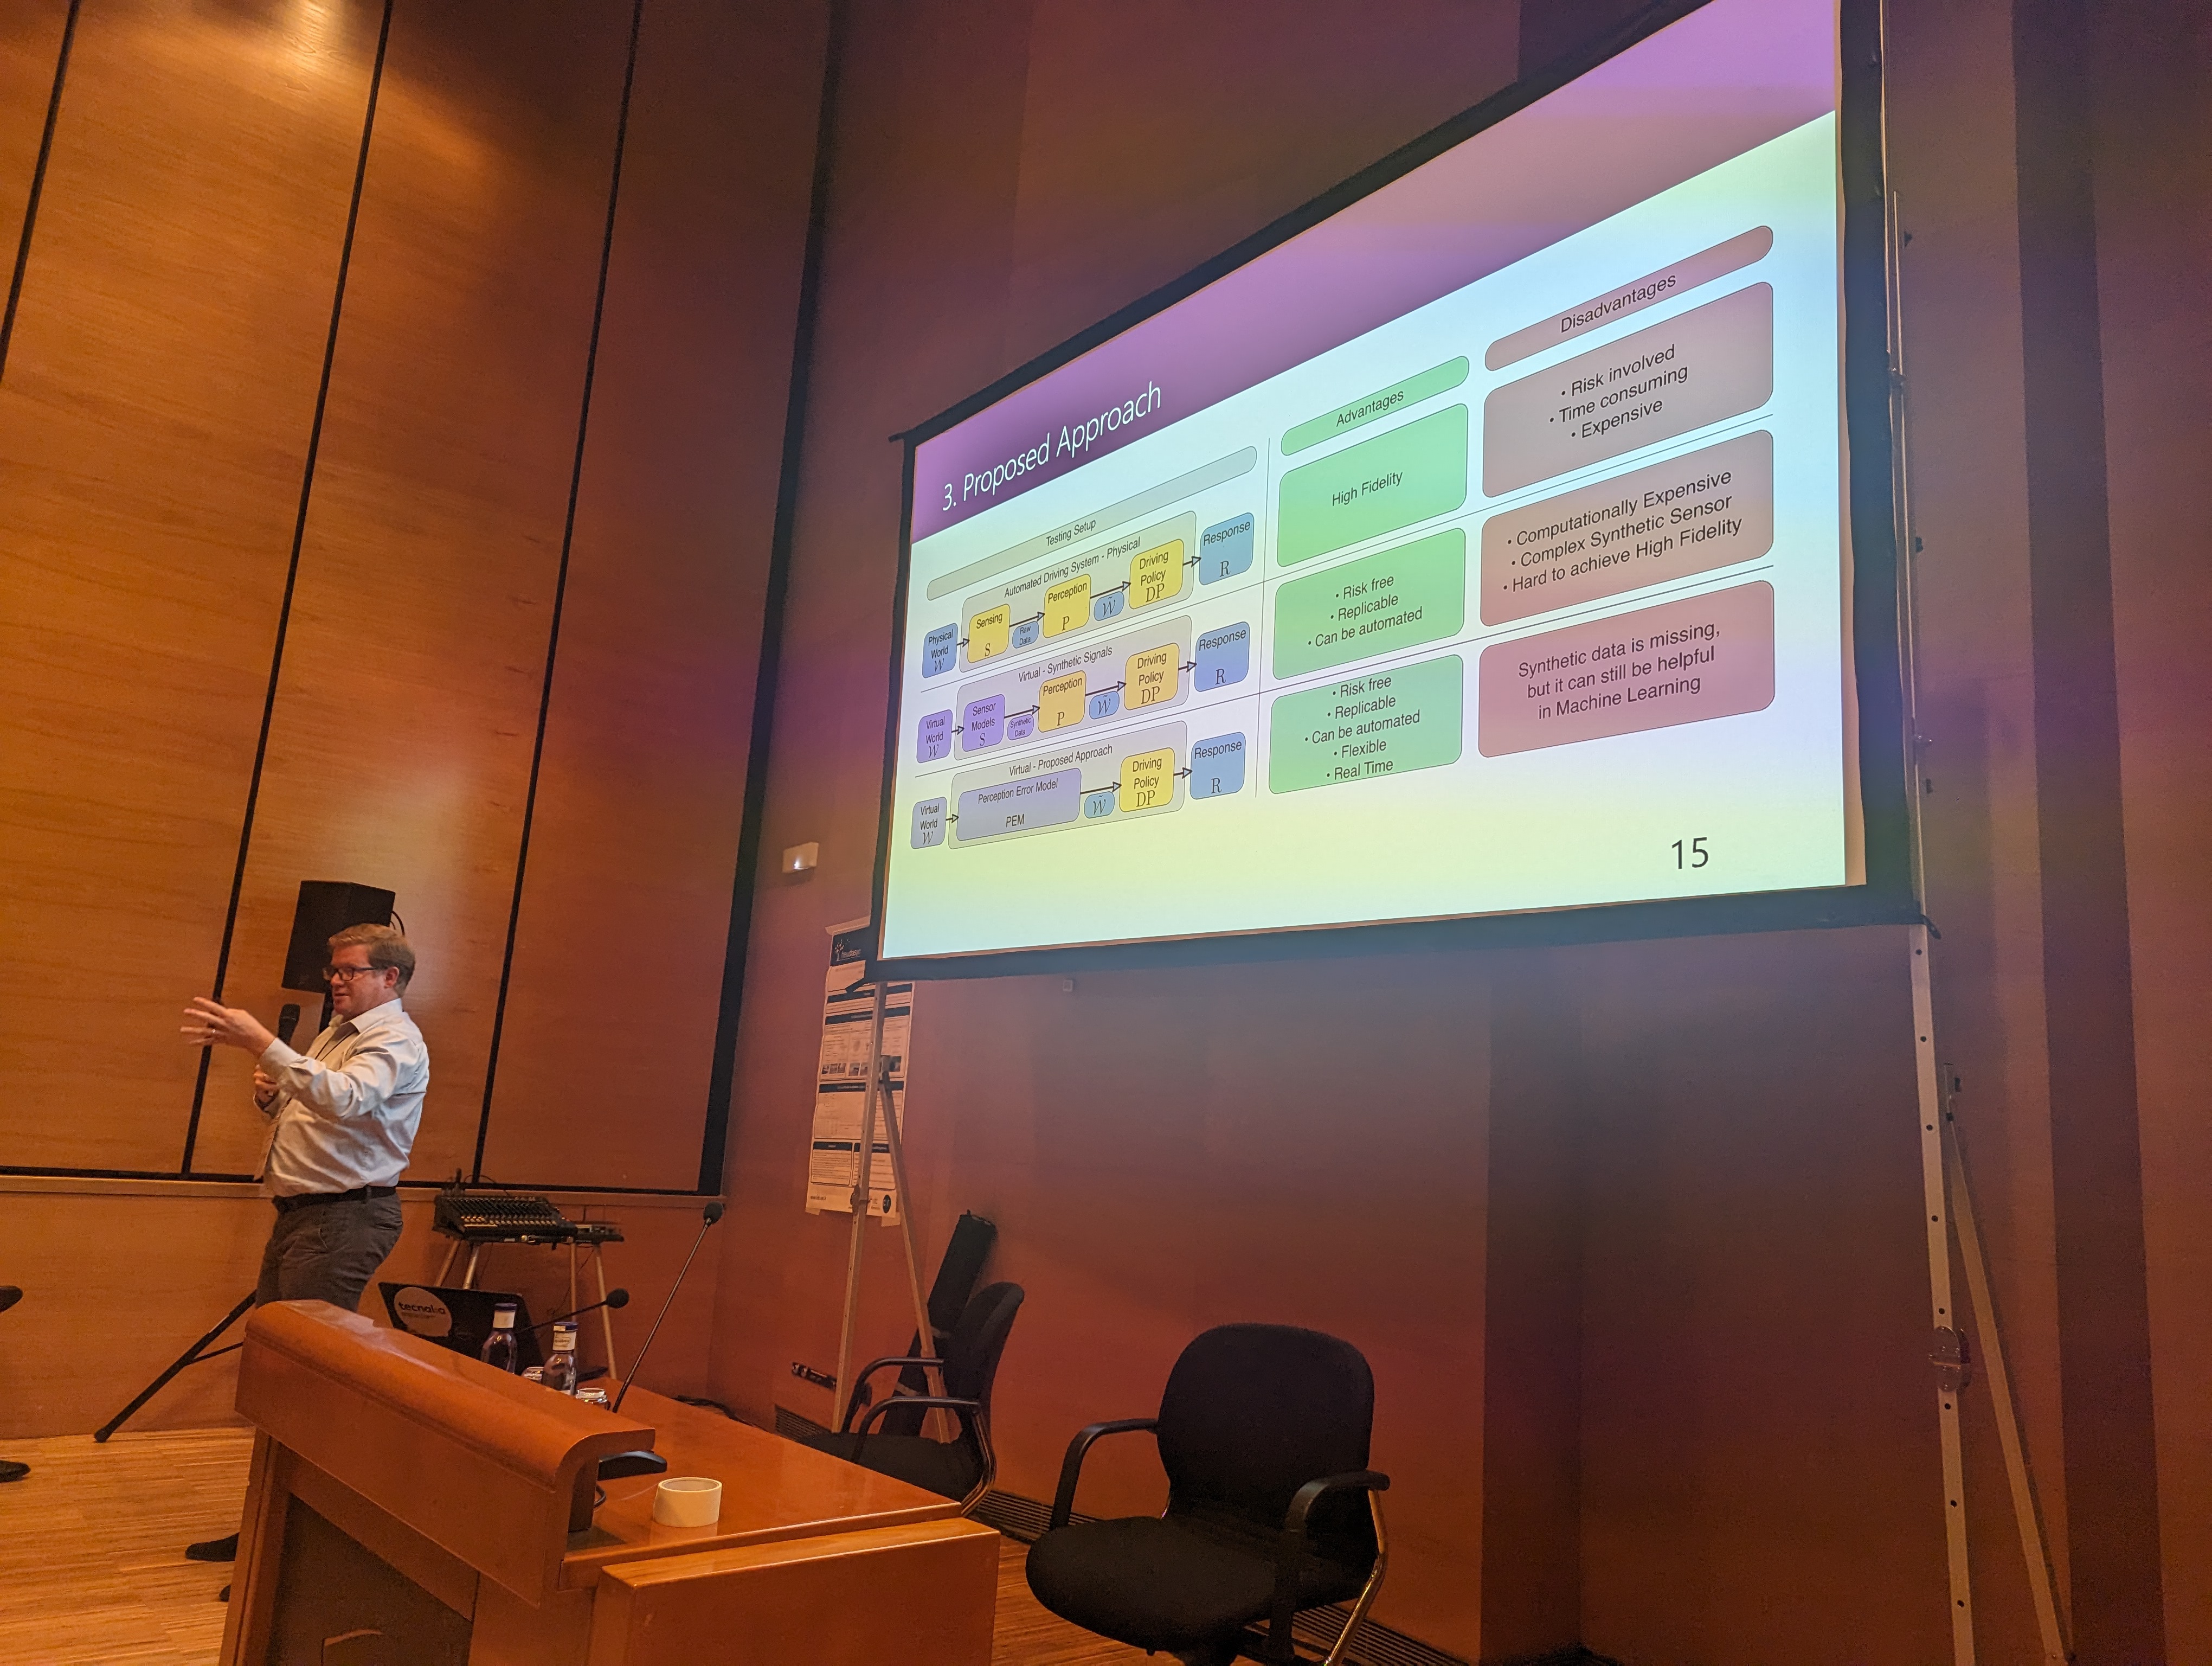 3. Proposed Approach
Testing Setup
Advantages
Disadvantages
Automated Driving System - Physical
Physical
World
W
Sensing
S
Raw
Data
Perception
P
W̃
Driving
Policy
DP
Response
R
High Fidelity
• Risk involved
• Time consuming
• Expensive
Virtual - Synthetic Signals
Virtual
World
W
Sensor
Models
S
Synthetic
Data
Perception
P
W̃
Driving
Policy
DP
Response
R
• Risk free
• Replicable
• Can be automated
• Computationally Expensive
• Complex Synthetic Sensor
• Hard to achieve High Fidelity
Virtual - Proposed Approach
Virtual
World
W
Perception Error Model
PEM
W̃
Driving
Policy
DP
Response
R
• Risk free
• Replicable
• Can be automated
• Flexible
• Real Time
Synthetic data is missing,
but it can still be helpful
in Machine Learning
15
tecnalia